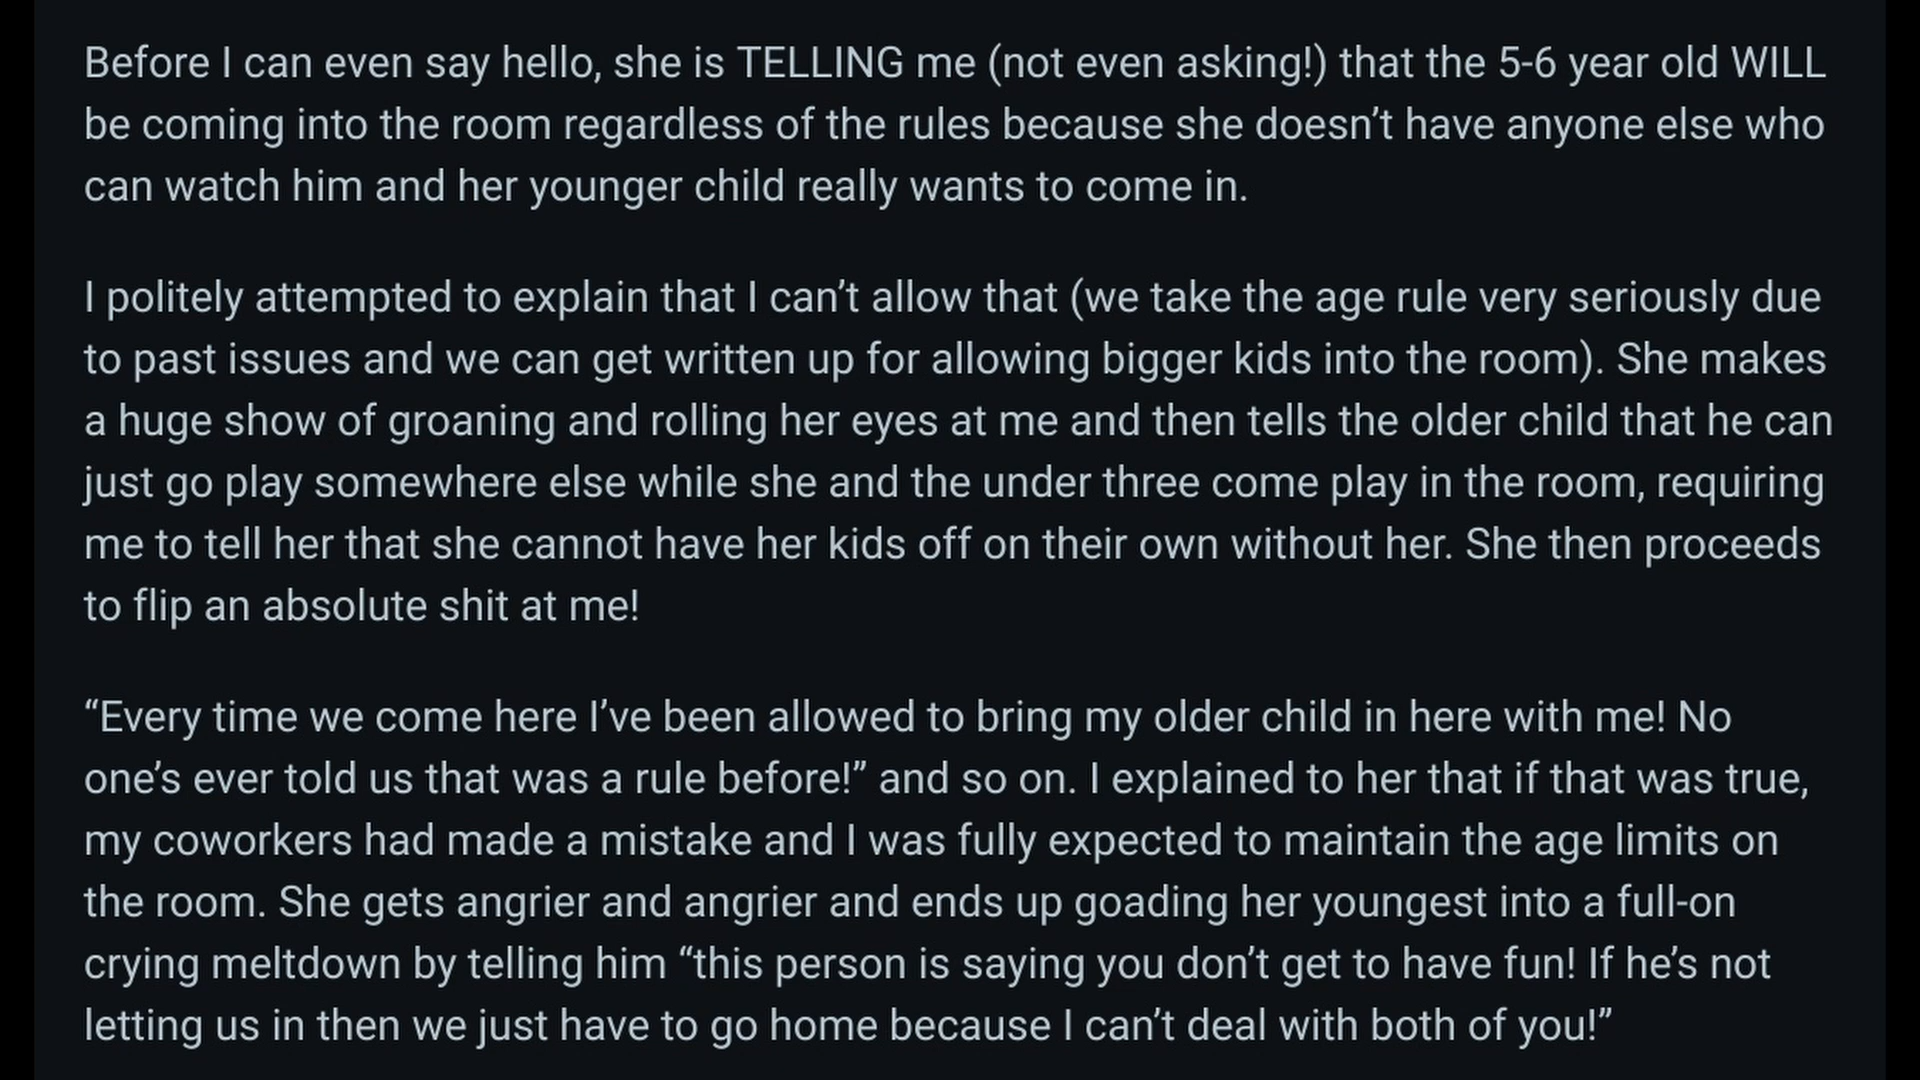 Before I can even say hello, she is TELLING me (not even asking!) that the 5-6 year old WILL
be coming into the room regardless of the rules because she doesn’t have anyone else who
can watch him and her younger child really wants to come in.
I politely attempted to explain that I can’t allow that (we take the age rule very seriously due
to past issues and we can get written up for allowing bigger kids into the room). She makes
a huge show of groaning and rolling her eyes at me and then tells the older child that he can
just go play somewhere else while she and the under three come play in the room, requiring
me to tell her that she cannot have her kids off on their own without her. She then proceeds
to flip an absolute shit at me!
“Every time we come here I’ve been allowed to bring my older child in here with me! No
one’s ever told us that was a rule before!” and so on. I explained to her that if that was true,
my coworkers had made a mistake and I was fully expected to maintain the age limits on
the room. She gets angrier and angrier and ends up goading her youngest into a full-on
crying meltdown by telling him “this person is saying you don’t get to have fun! If he’s not
letting us in then we just have to go home because I can’t deal with both of you!”